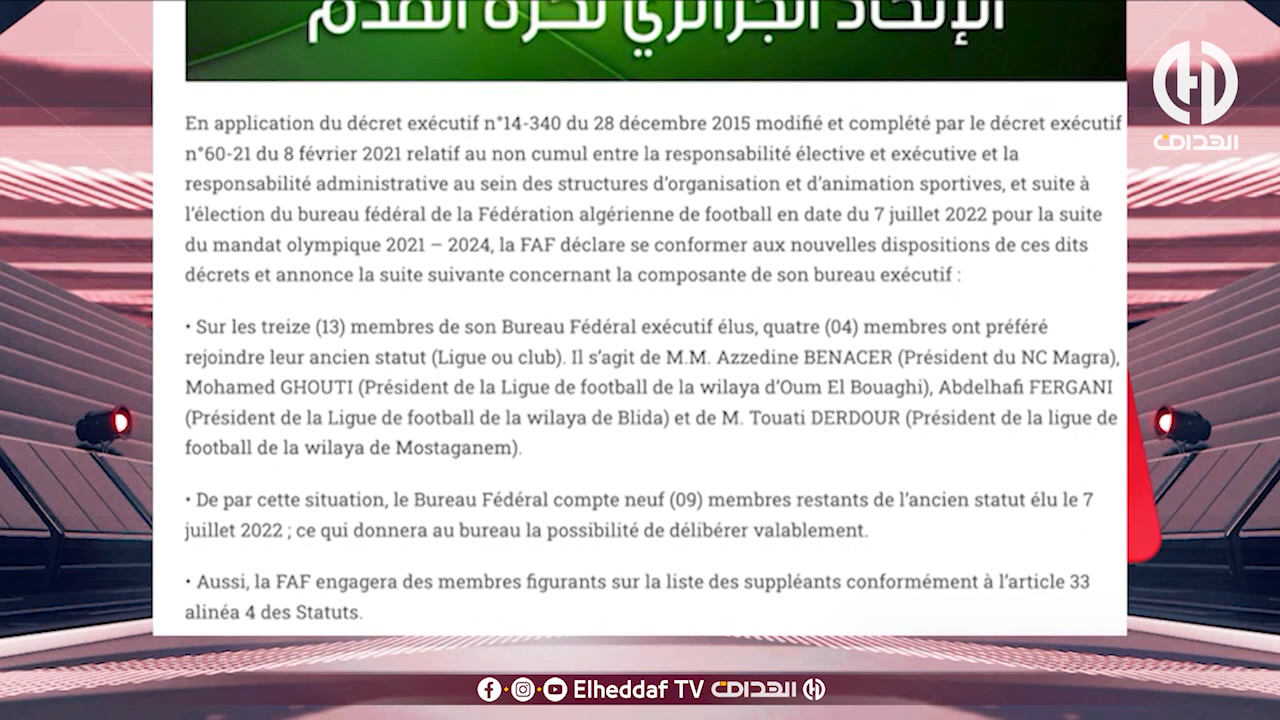 الإتحاد الجزائري لكرة القدم
الهداف
En application du décret exécutif n°14-340 du 28 décembre 2015 modifié et complété par le décret exécutif
n°60-21 du 8 février 2021 relatif au non cumul entre la responsabilité élective et exécutive et la
responsabilité administrative au sein des structures d’organisation et d’animation sportives, et suite à
l’élection du bureau fédéral de la Fédération algérienne de football en date du 7 juillet 2022 pour la suite
du mandat olympique 2021 – 2024, la FAF déclare se conformer aux nouvelles dispositions de ces dits
décrets et annonce la suite suivante concernant la composante de son bureau exécutif :
• Sur les treize (13) membres de son Bureau Fédéral exécutif élus, quatre (04) membres ont préféré
rejoindre leur ancien statut (Ligue ou club). Il s’agit de M.M. Azzedine BENACER (Président du NC Magra),
Mohamed GHOUTI (Président de la Ligue de football de la wilaya d’Oum El Bouaghi), Abdelhafi FERGANI
(Président de la Ligue de football de la wilaya de Blida) et de M. Touati DERDOUR (Président de la ligue de
football de la wilaya de Mostaganem).
• De par cette situation, le Bureau Fédéral compte neuf (09) membres restants de l’ancien statut élu le 7
juillet 2022 ; ce qui donnera au bureau la possibilité de délibérer valablement.
• Aussi, la FAF engagera des membres figurants sur la liste des suppléants conformément à l’article 33
alinéa 4 des Statuts.
Elheddaf TV الهداف